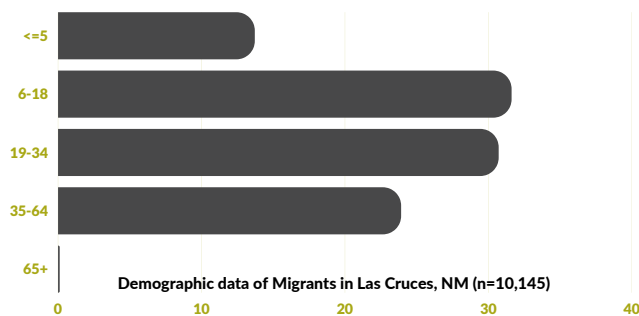 <=5
6-18
19-34
35-64
65+
Demographic data of Migrants in Las Cruces, NM (n=10,145)
0 10 20 30 40